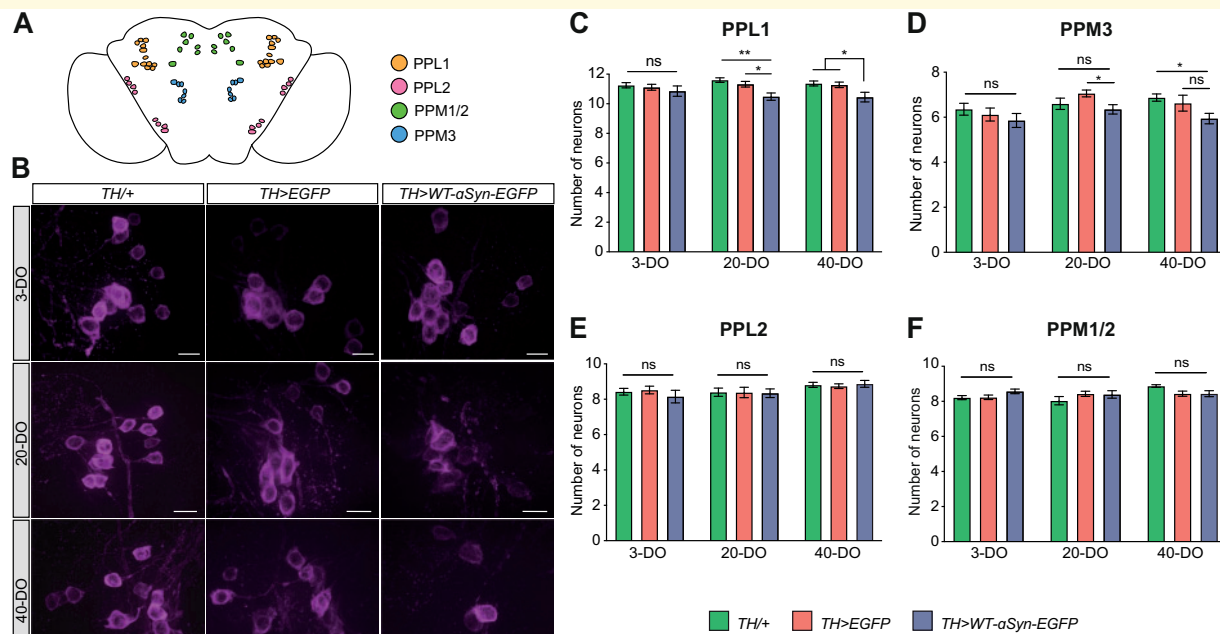 A
PPL1
PPL2
PPM1/2
PPM3
B
TH/+
TH>EGFP
TH>WT-αSyn-EGFP
3-DO
20-DO
40-DO
C
PPL1
Number of neurons
12
10
8
6
4
2
0
ns
**
*
*
3-DO
20-DO
40-DO
D
PPM3
Number of neurons
8
6
4
2
0
ns
ns
*
*
ns
3-DO
20-DO
40-DO
E
PPL2
Number of neurons
10
8
6
4
2
0
ns
ns
ns
3-DO
20-DO
40-DO
F
PPM1/2
Number of neurons
10
8
6
4
2
0
ns
ns
ns
3-DO
20-DO
40-DO
TH/+
TH>EGFP
TH>WT-αSyn-EGFP